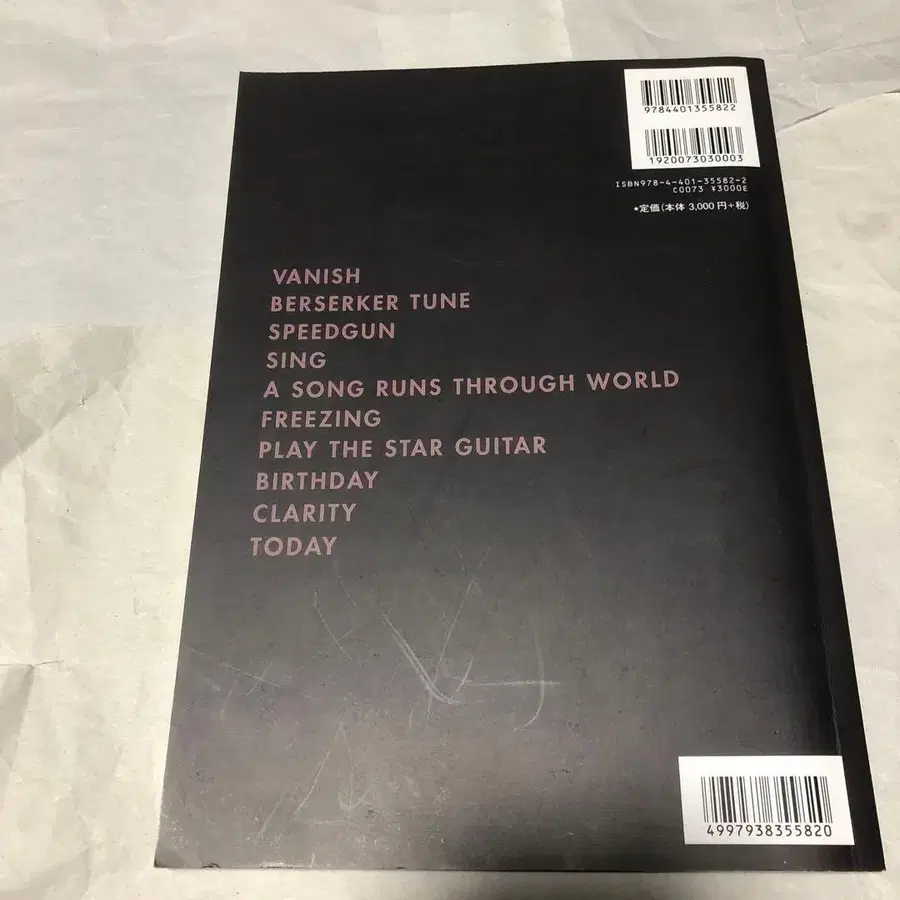 9784401355822
1920073030003
ISBN978-4-401-35582-2
C0073 ¥3000E
*定価(本体 3,000 円+税)
VANISH
BERSERKER TUNE
SPEEDGUN
SING
A SONG RUNS THROUGH WORLD
FREEZING
PLAY THE STAR GUITAR
BIRTHDAY
CLARITY
TODAY
4997938355820